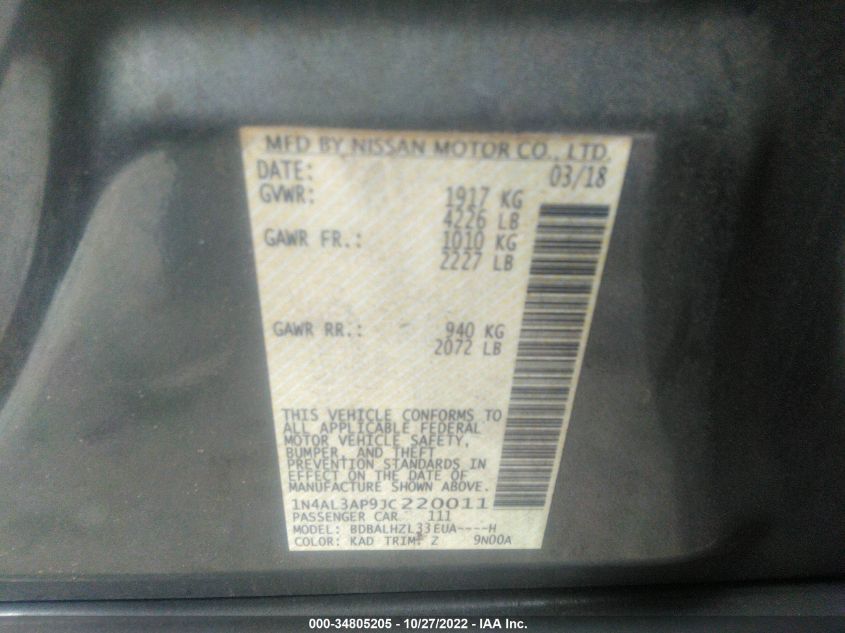 MFD BY NISSAN MOTOR CO., LTD.
DATE: 03/18
GVWR: 1917 KG
4226 LB
GAWR FR.: 1010 KG
2227 LB
GAWR RR.: 940 KG
2072 LB
THIS VEHICLE CONFORMS TO
ALL APPLICABLE FEDERAL
MOTOR VEHICLE SAFETY,
BUMPER, AND THEFT
PREVENTION STANDARDS IN
EFFECT ON THE DATE OF
MANUFACTURE SHOWN ABOVE.
1N4AL3AP9JC220011
PASSENGER CAR 111
MODEL: BDBALHZL33EUA----H
COLOR: KAD TRIM: Z 9N00A
000-34805205 - 10/27/2022 - IAA Inc.